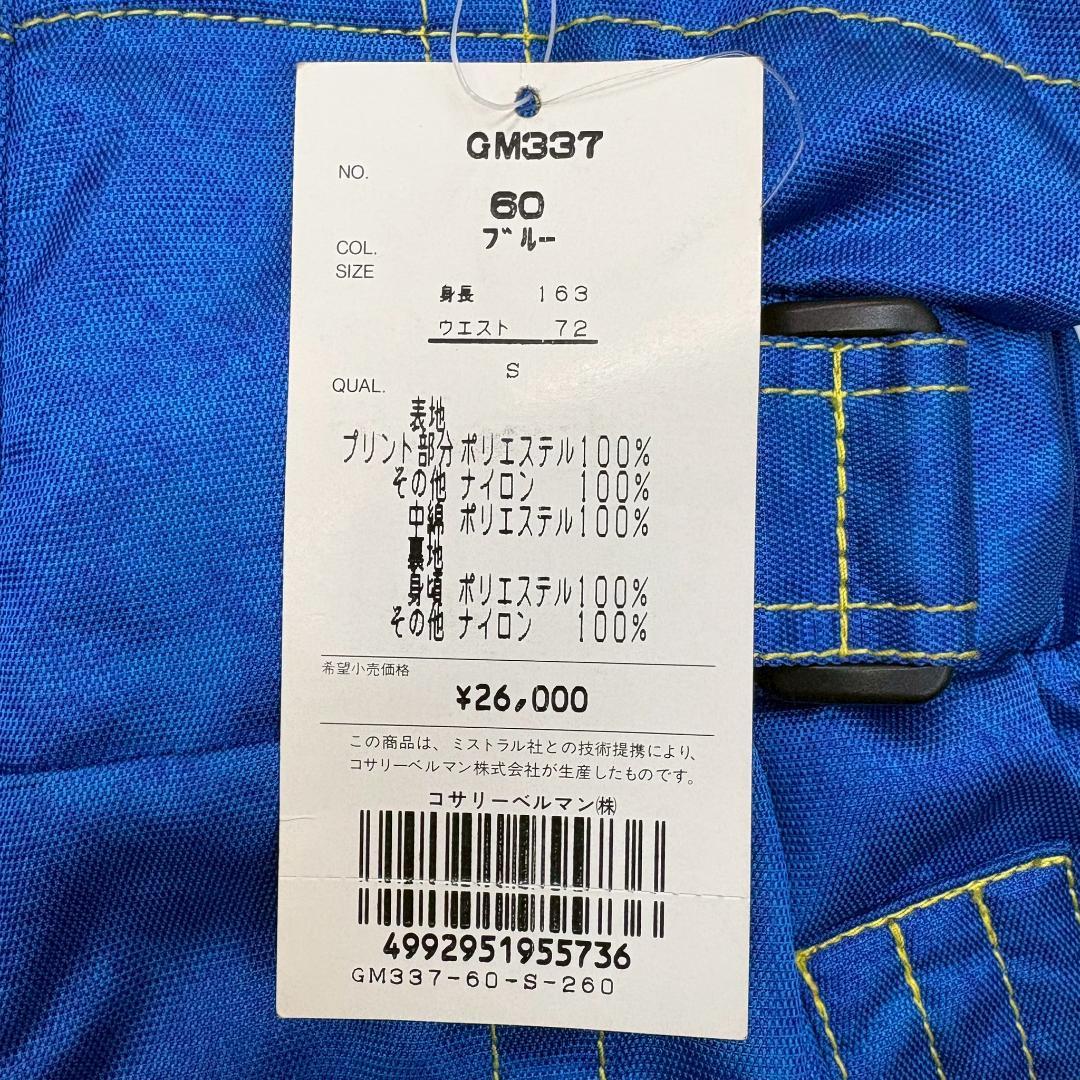 GM337
NO.
60
ブルー
COL.
SIZE
身長 163
ウエスト 72
S
QUAL.
表地
プリント部分 ポリエステル100%
その他 ナイロン 100%
中綿 ポリエステル100%
裏地
身頃 ポリエステル100%
その他 ナイロン 100%
希望小売価格
¥26,000
この商品は、ミストラル社との技術提携により、
コサリーベルマン株式会社が生産したものです。
コサリーベルマン㈱
4992951955736
GM337-60-S-260